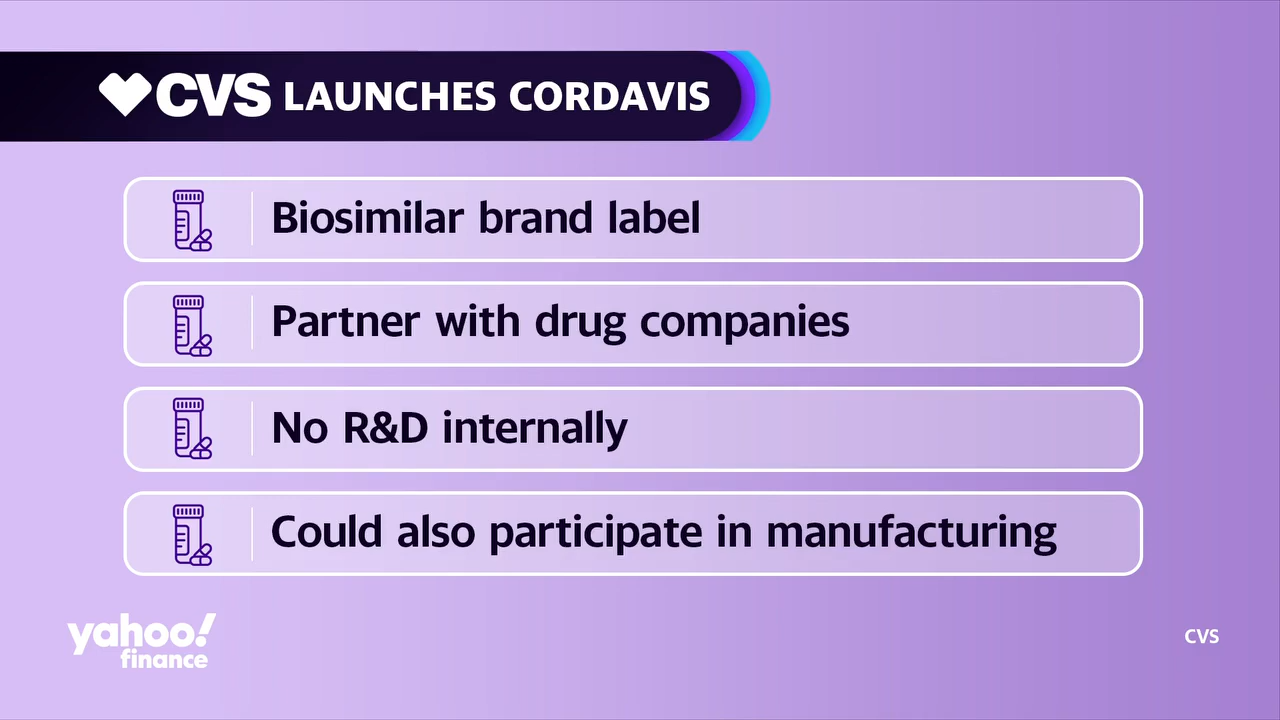 CVS LAUNCHES CORDAVIS
Biosimilar brand label
Partner with drug companies
No R&D internally
Could also participate in manufacturing
yahoo!
finance
CVS